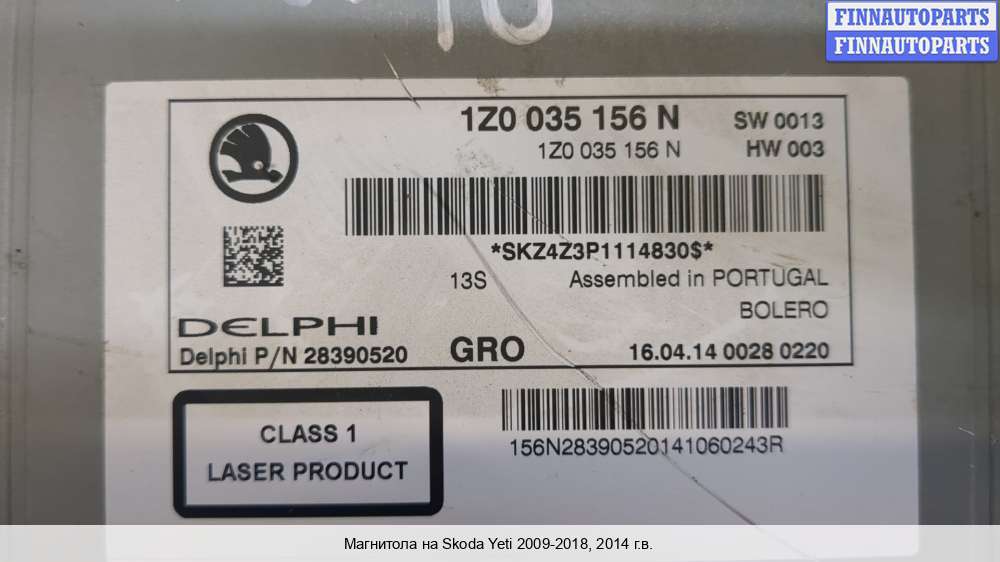 FINNAUTOPARTS
FINNAUTOPARTS
1Z0 035 156 N SW 0013
1Z0 035 156 N HW 003
*SKZ4Z3P1114830$*
13S Assembled in PORTUGAL
BOLERO
DELPHI
Delphi P/N 28390520 GRO 16.04.14 0028 0220
CLASS 1
LASER PRODUCT
156N28390520141060243R
Магнитола на Skoda Yeti 2009-2018, 2014 г.в.